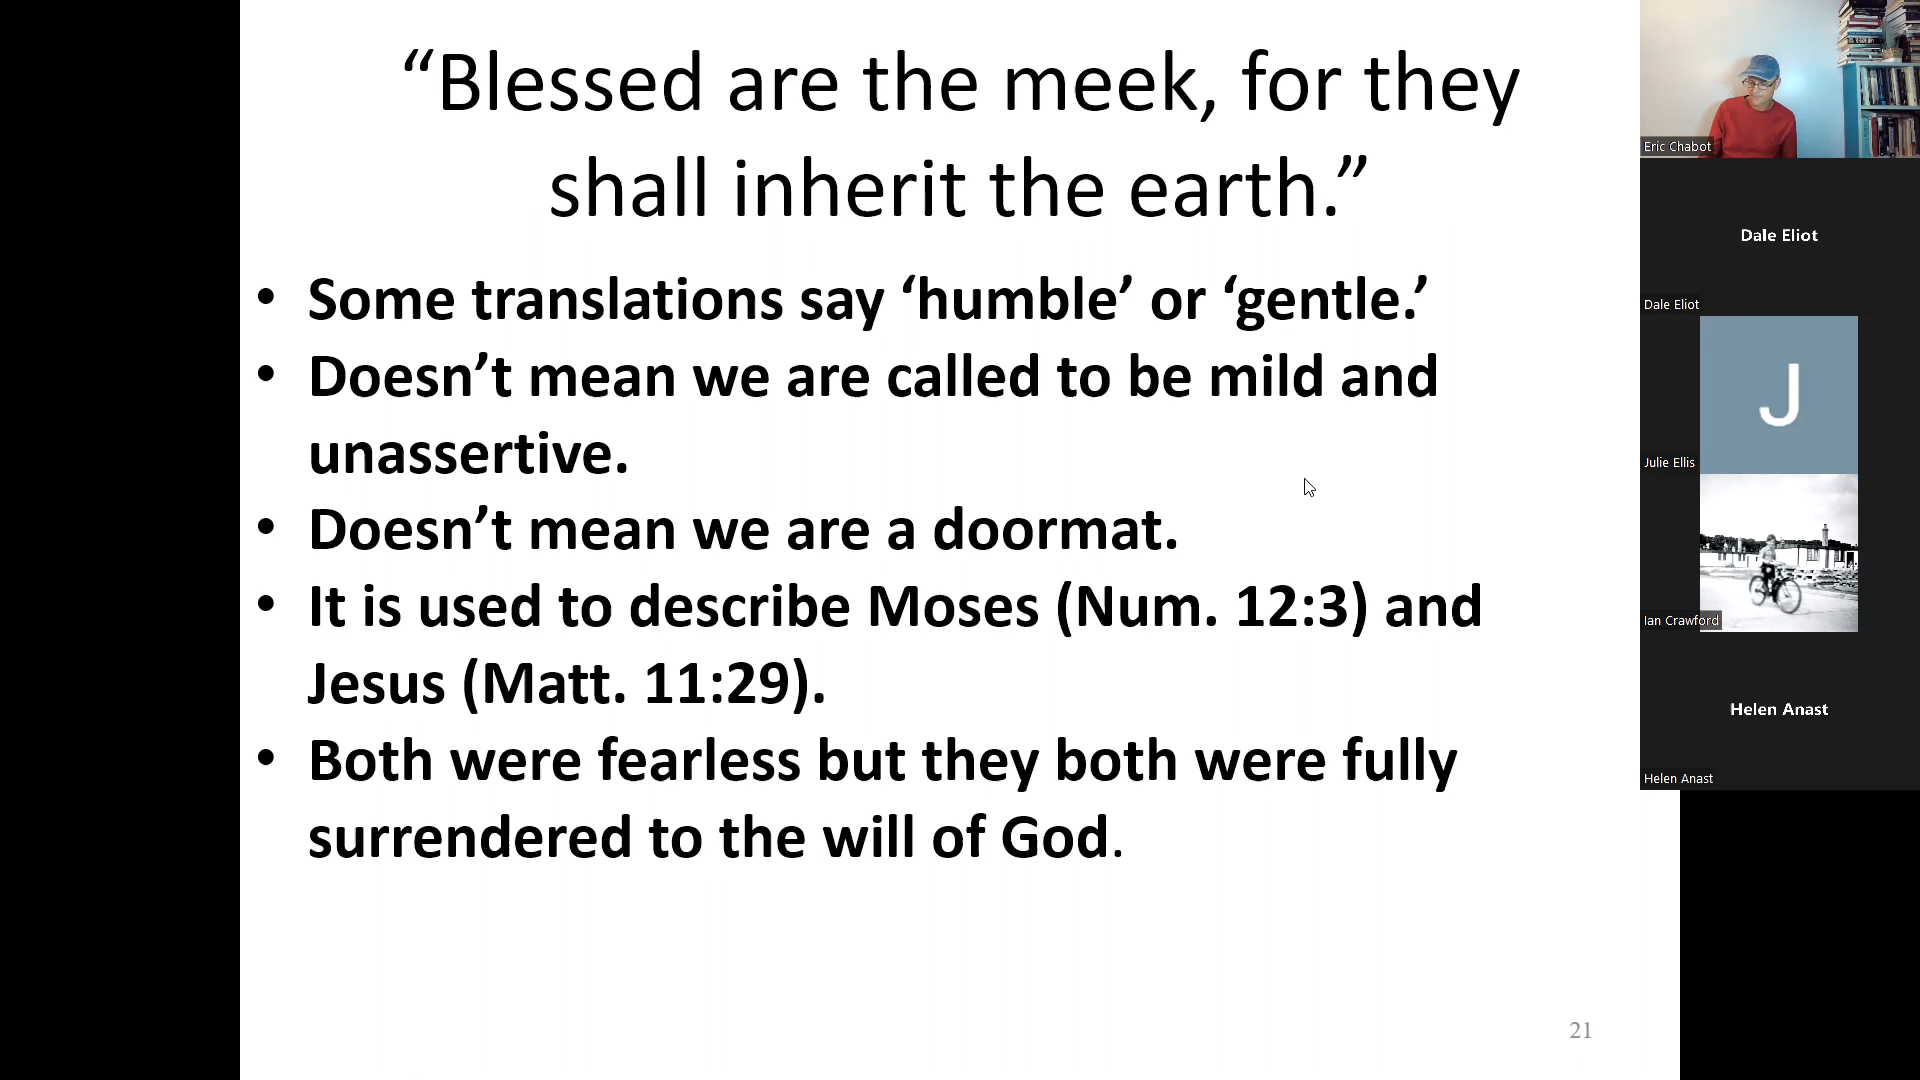 “Blessed are the meek, for they
shall inherit the earth.”
• Some translations say ‘humble’ or ‘gentle.’
• Doesn’t mean we are called to be mild and
unassertive.
• Doesn’t mean we are a doormat.
• It is used to describe Moses (Num. 12:3) and
Jesus (Matt. 11:29).
• Both were fearless but they both were fully
surrendered to the will of God.
21
Eric Chabot
Dale Eliot
Dale Eliot
J
Julie Ellis
Ian Crawford
Helen Anast
Helen Anast